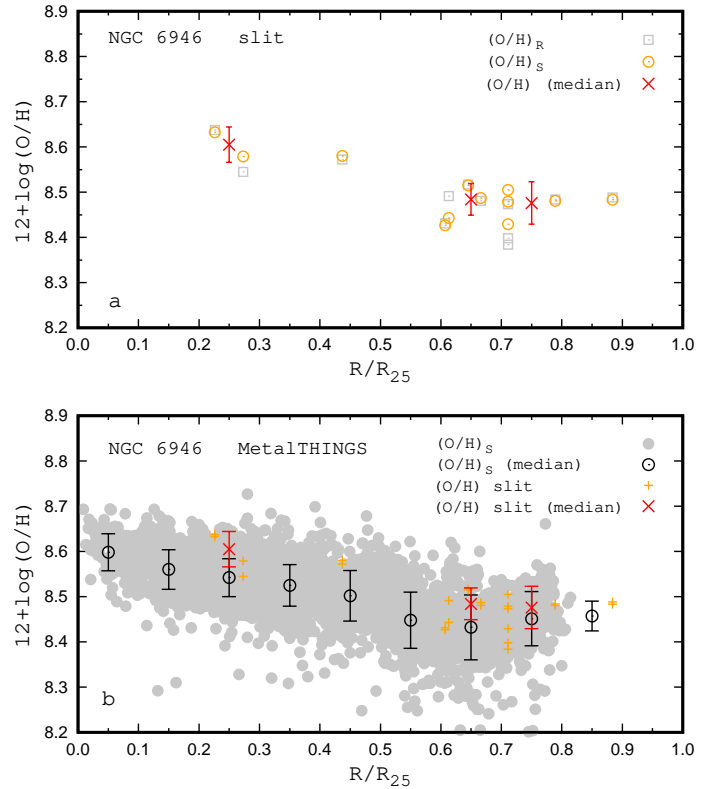 8.9
NGC 6946 slit
(O/H)R
(O/H)S
(O/H) (median)
8.8
8.7
8.6
8.5
8.4
8.3
8.2
12+log(O/H)
a
0.0 0.1 0.2 0.3 0.4 0.5 0.6 0.7 0.8 0.9 1.0
R/R25
8.9
NGC 6946 MetalTHINGS
(O/H)S
(O/H)S (median)
(O/H) slit
(O/H) slit (median)
8.8
8.7
8.6
8.5
8.4
8.3
8.2
12+log(O/H)
b
0.0 0.1 0.2 0.3 0.4 0.5 0.6 0.7 0.8 0.9 1.0
R/R25